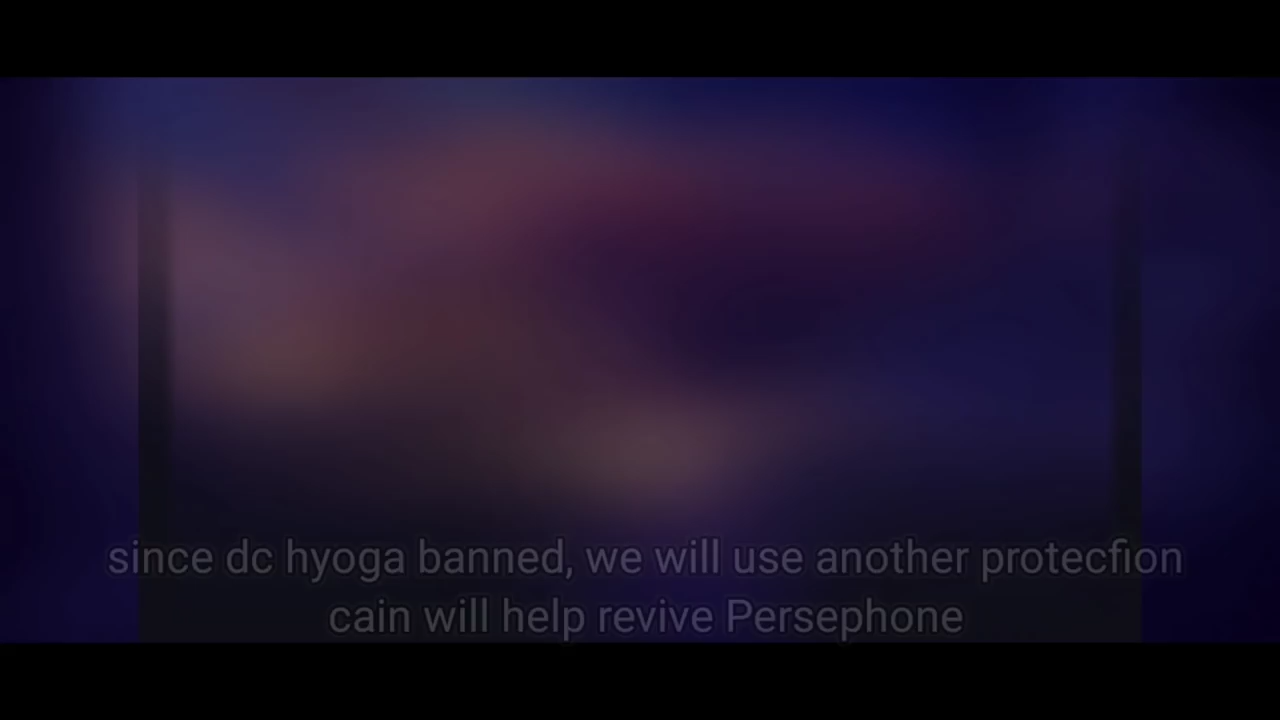 since dc hyoga banned, we will use another protecfion
cain will help revive Persephone